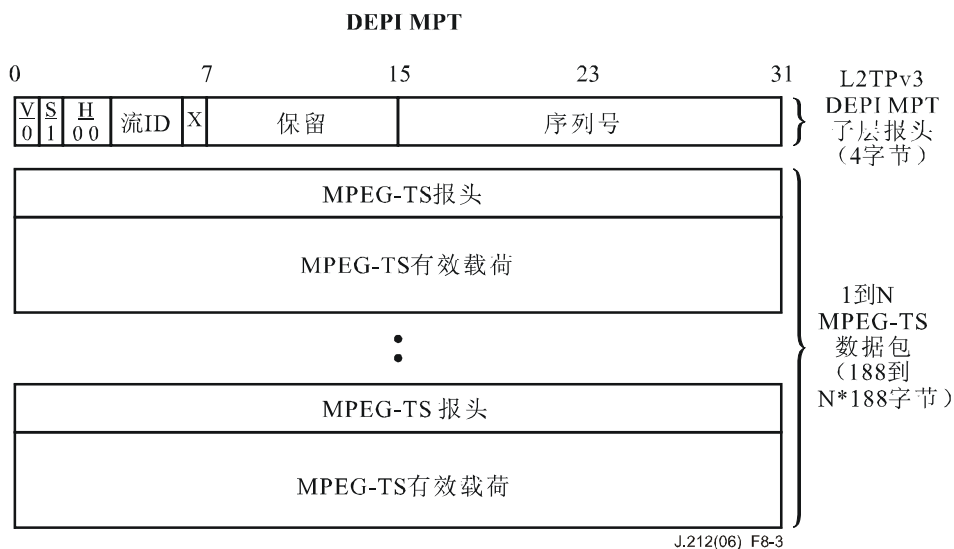 DEPI MPT
0 7 15 23 31
V S H 流ID X 保留 序列号
0 1 0 0
L2TPv3
DEPI MPT
子层报头
（4字节）
MPEG-TS报头
MPEG-TS有效载荷
1到N
MPEG-TS
数据包
（188到
N*188字节）
MPEG-TS 报头
MPEG-TS有效载荷
J.212(06) F8-3